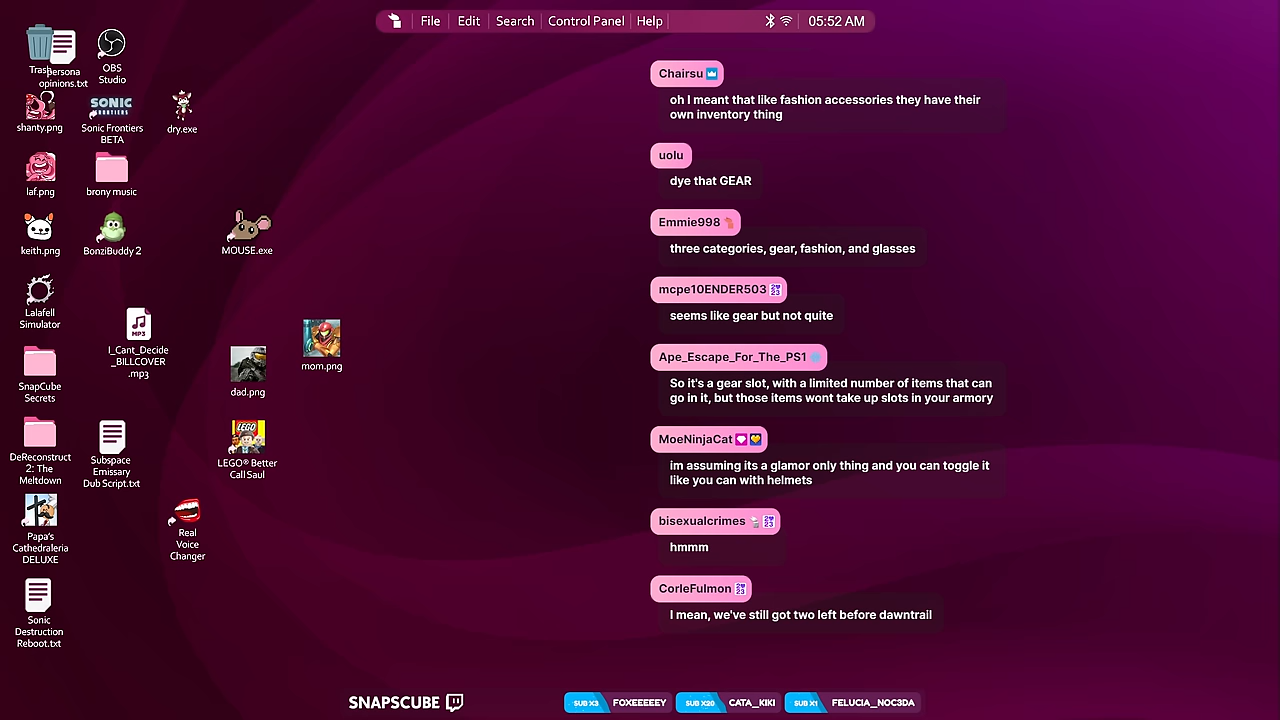 File Edit Search Control Panel Help 05:52 AM
Trash
persona
opinions.txt
OBS
Studio
shanty.png
SONIC
FRONTIERS
Sonic Frontiers
BETA
dry.exe
laf.png
brony music
keith.png
BonziBuddy 2
MOUSE.exe
Lalafell
Simulator
MP3
I_Cant_Decide
_BILLCOVER
.mp3
mom.png
dad.png
SnapCube
Secrets
DeReconstruct
2: The
Meltdown
Subspace
Emissary
Dub Script.txt
LEGO
LEGO® Better
Call Saul
Papa's
Cathedraleria
DELUXE
Real
Voice
Changer
Sonic
Destruction
Reboot.txt
Chairsu
oh I meant that like fashion accessories they have their
own inventory thing
uolu
dye that GEAR
Emmie998
three categories, gear, fashion, and glasses
mcpe10ENDER503
seems like gear but not quite
Ape_Escape_For_The_PS1
So it's a gear slot, with a limited number of items that can
go in it, but those items wont take up slots in your armory
MoeNinjaCat
im assuming its a glamor only thing and you can toggle it
like you can with helmets
bisexualcrimes
hmmm
CorleFulmon
I mean, we've still got two left before dawntrail
SNAPSCUBE
SUB X3 FOXEEEEEY SUB X20 CATA_KIKI SUB X1 FELUCIA_NOC3DA